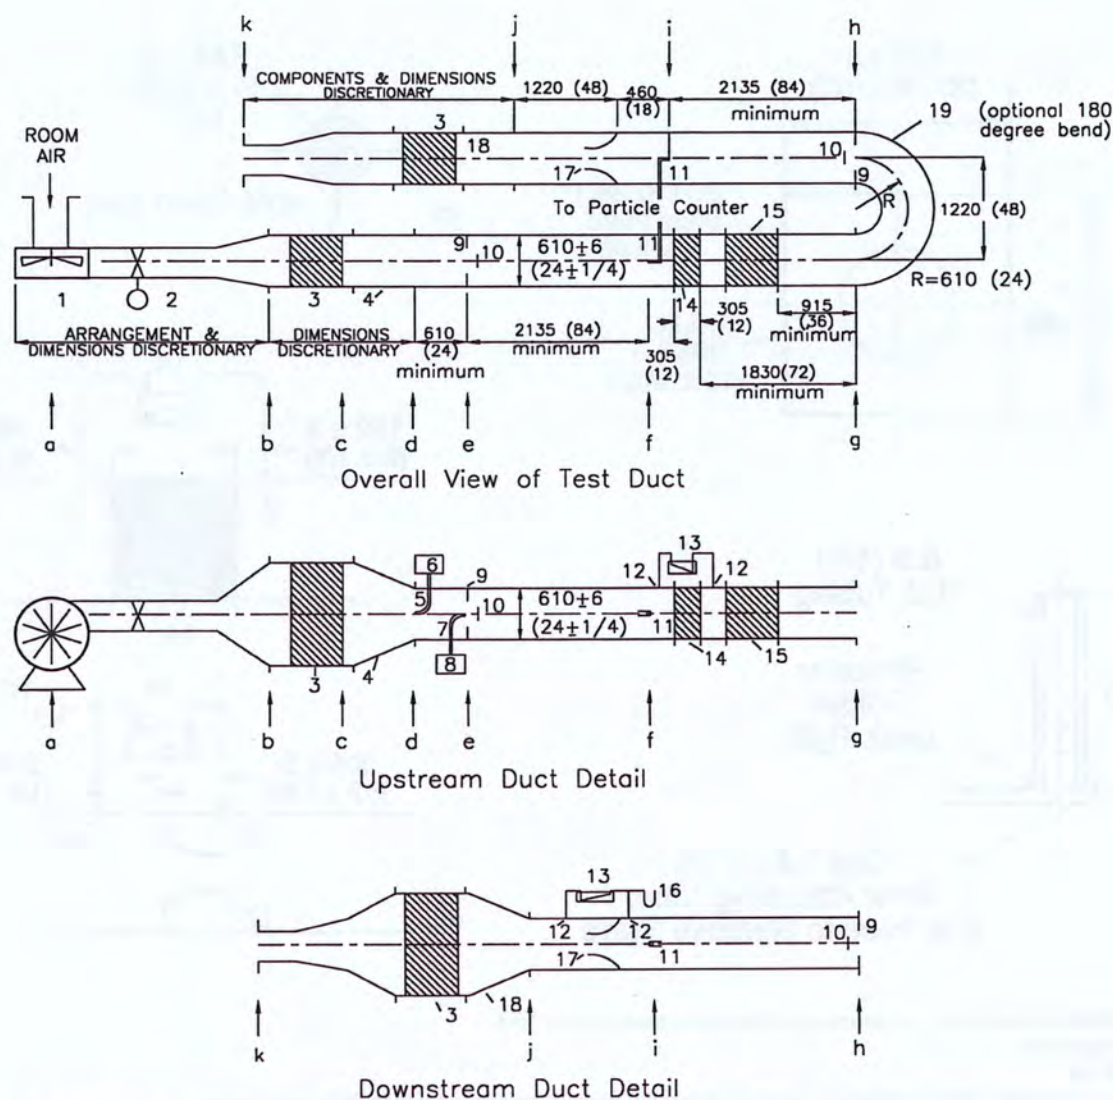 k
j
i
h
COMPONENTS & DIMENSIONS
DISCRETIONARY
1220 (48)
460
(18)
2135 (84)
minimum
19 (optional 180
degree bend)
ROOM
AIR
3
18
17
11
10
9
R
1220 (48)
To Particle Counter
15
9
10
610±6
(24±1/4)
11
R=610 (24)
1
2
3
4
14
305
(12)
915
(36)
minimum
ARRANGEMENT &
DIMENSIONS DISCRETIONARY
DIMENSIONS
DISCRETIONARY
610
(24)
minimum
2135 (84)
minimum
305
(12)
1830(72)
minimum
a
b
c
d
e
f
g
Overall View of Test Duct
6
5
9
10
7
8
610±6
(24±1/4)
13
12
12
11
14
15
3
4
a
b
c
d
e
f
g
Upstream Duct Detail
13
16
12
12
9
10
17
11
3
18
k
j
i
h
Downstream Duct Detail